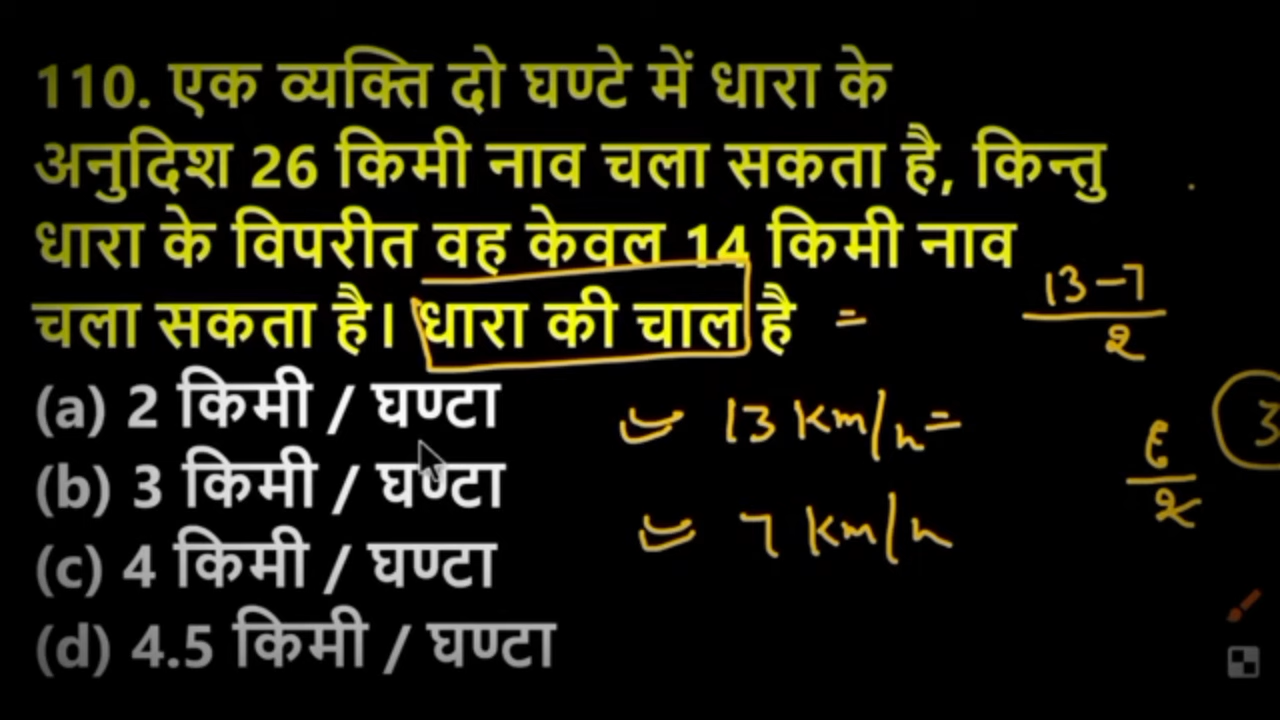 110. एक व्यक्ति दो घण्टे में धारा के
अनुदिश 26 किमी नाव चला सकता है, किन्तु
धारा के विपरीत वह केवल 14 किमी नाव
चला सकता है। धारा की चाल है =
13-7
2
(a) 2 किमी / घण्टा
13 km/h =
6
2
3
(b) 3 किमी / घण्टा
7 km/h
(c) 4 किमी / घण्टा
(d) 4.5 किमी / घण्टा